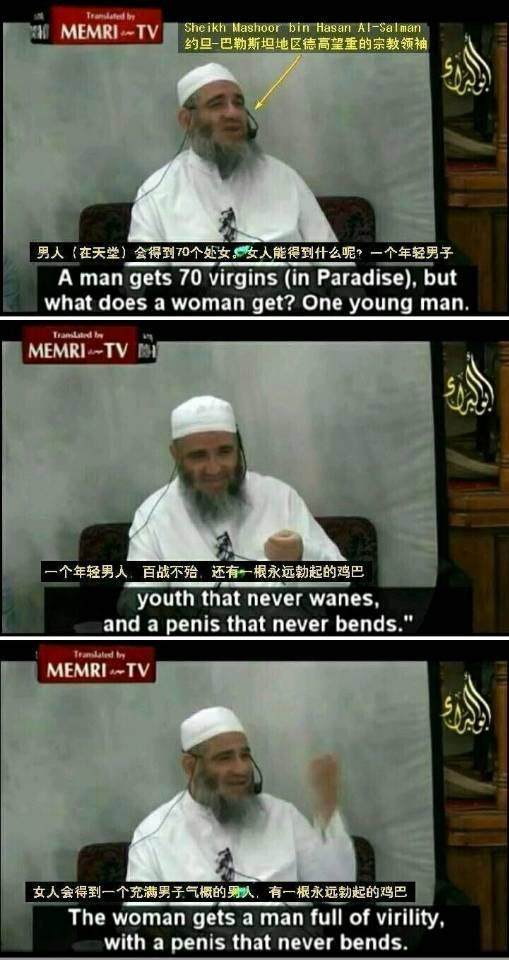 Translated by
MEMRI TV
Sheikh Mashoor bin Hasan Al-Salman
约旦-巴勒斯坦地区德高望重的宗教领袖
أبو البراء
男人（在天堂）会得到70个处女。女人能得到什么呢？一个年轻男子
A man gets 70 virgins (in Paradise), but
what does a woman get? One young man.
Translated by
MEMRI TV
أبو البراء
一个年轻男人，百战不殆，还有一根永远勃起的鸡巴
youth that never wanes,
and a penis that never bends."
Translated by
MEMRI TV
أبو البراء
女人会得到一个充满男子气概的男人，有一根永远勃起的鸡巴
The woman gets a man full of virility,
with a penis that never bends.